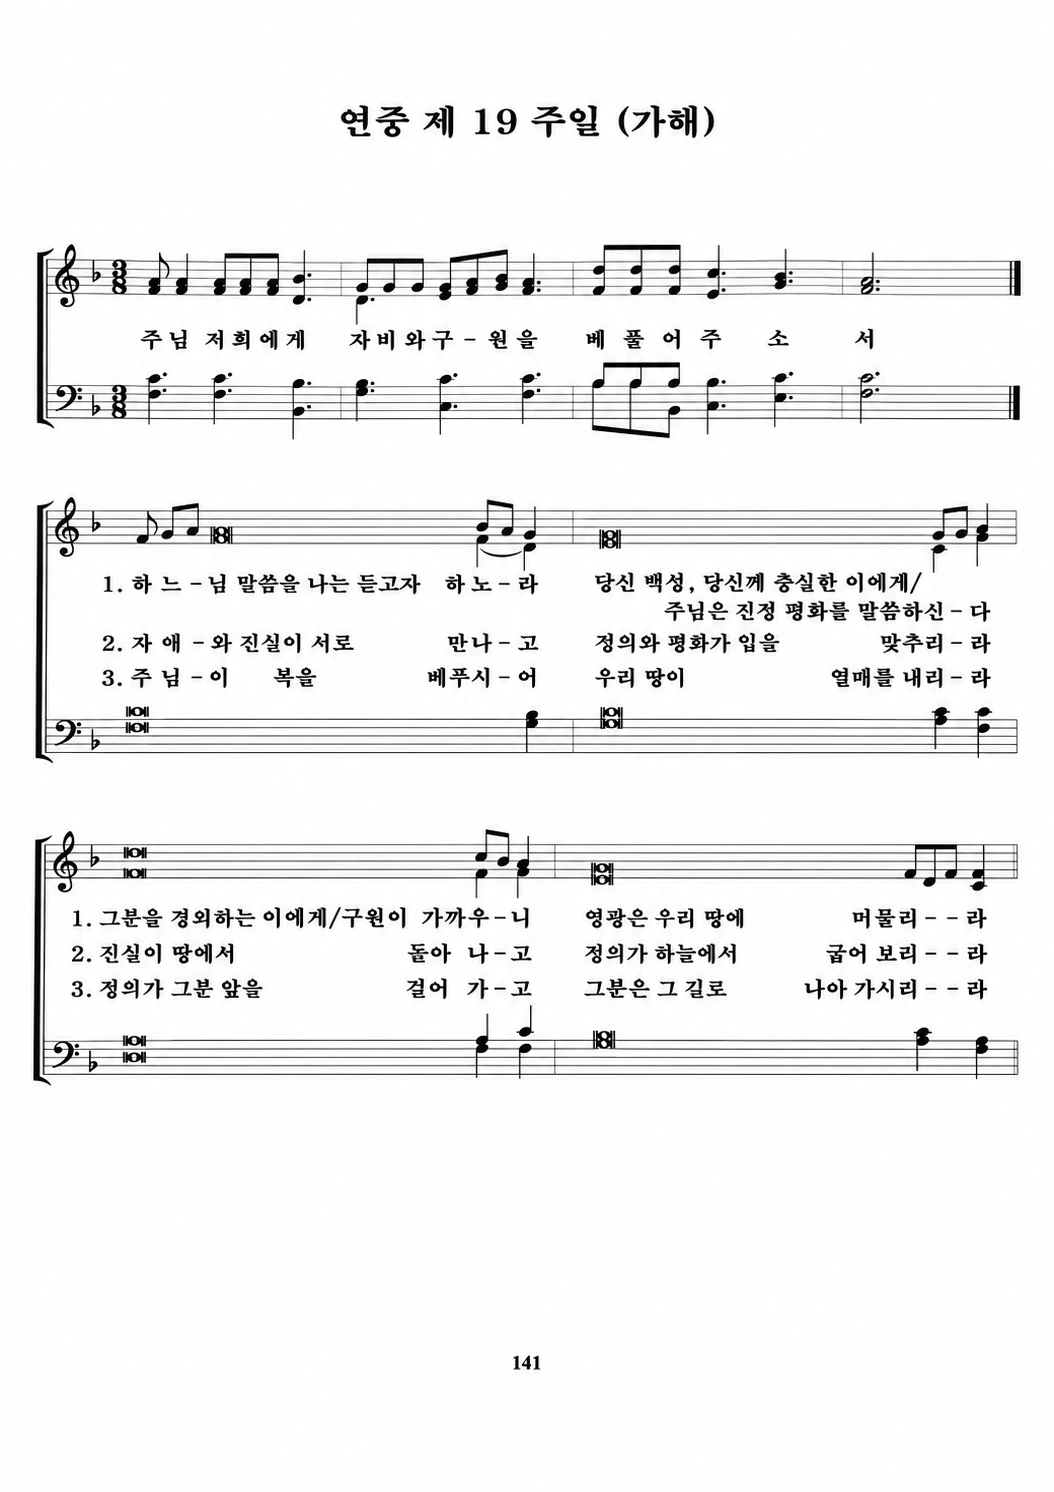 연중 제 19 주일 (가해)
주님 저희에게 자비와구-원을 베풀어주 소 서
1. 하 느-님 말씀을 나는 듣고자 하 노-라 당신 백성, 당신께 충실한 이에게/
주님은 진정 평화를 말씀하신-다
2. 자 애-와 진실이 서로 만나-고 정의와 평화가 입을 맞추리-라
3. 주 님-이 복을 베푸시-어 우리 땅이 열매를 내리-라
1. 그분을 경외하는 이에게/구원이 가까우-니 영광은 우리 땅에 머물리--라
2. 진실이 땅에서 돌아 나-고 정의가 하늘에서 굽어 보리--라
3. 정의가 그분 앞을 걸어 가-고 그분은 그 길로 나아 가시리--라
141